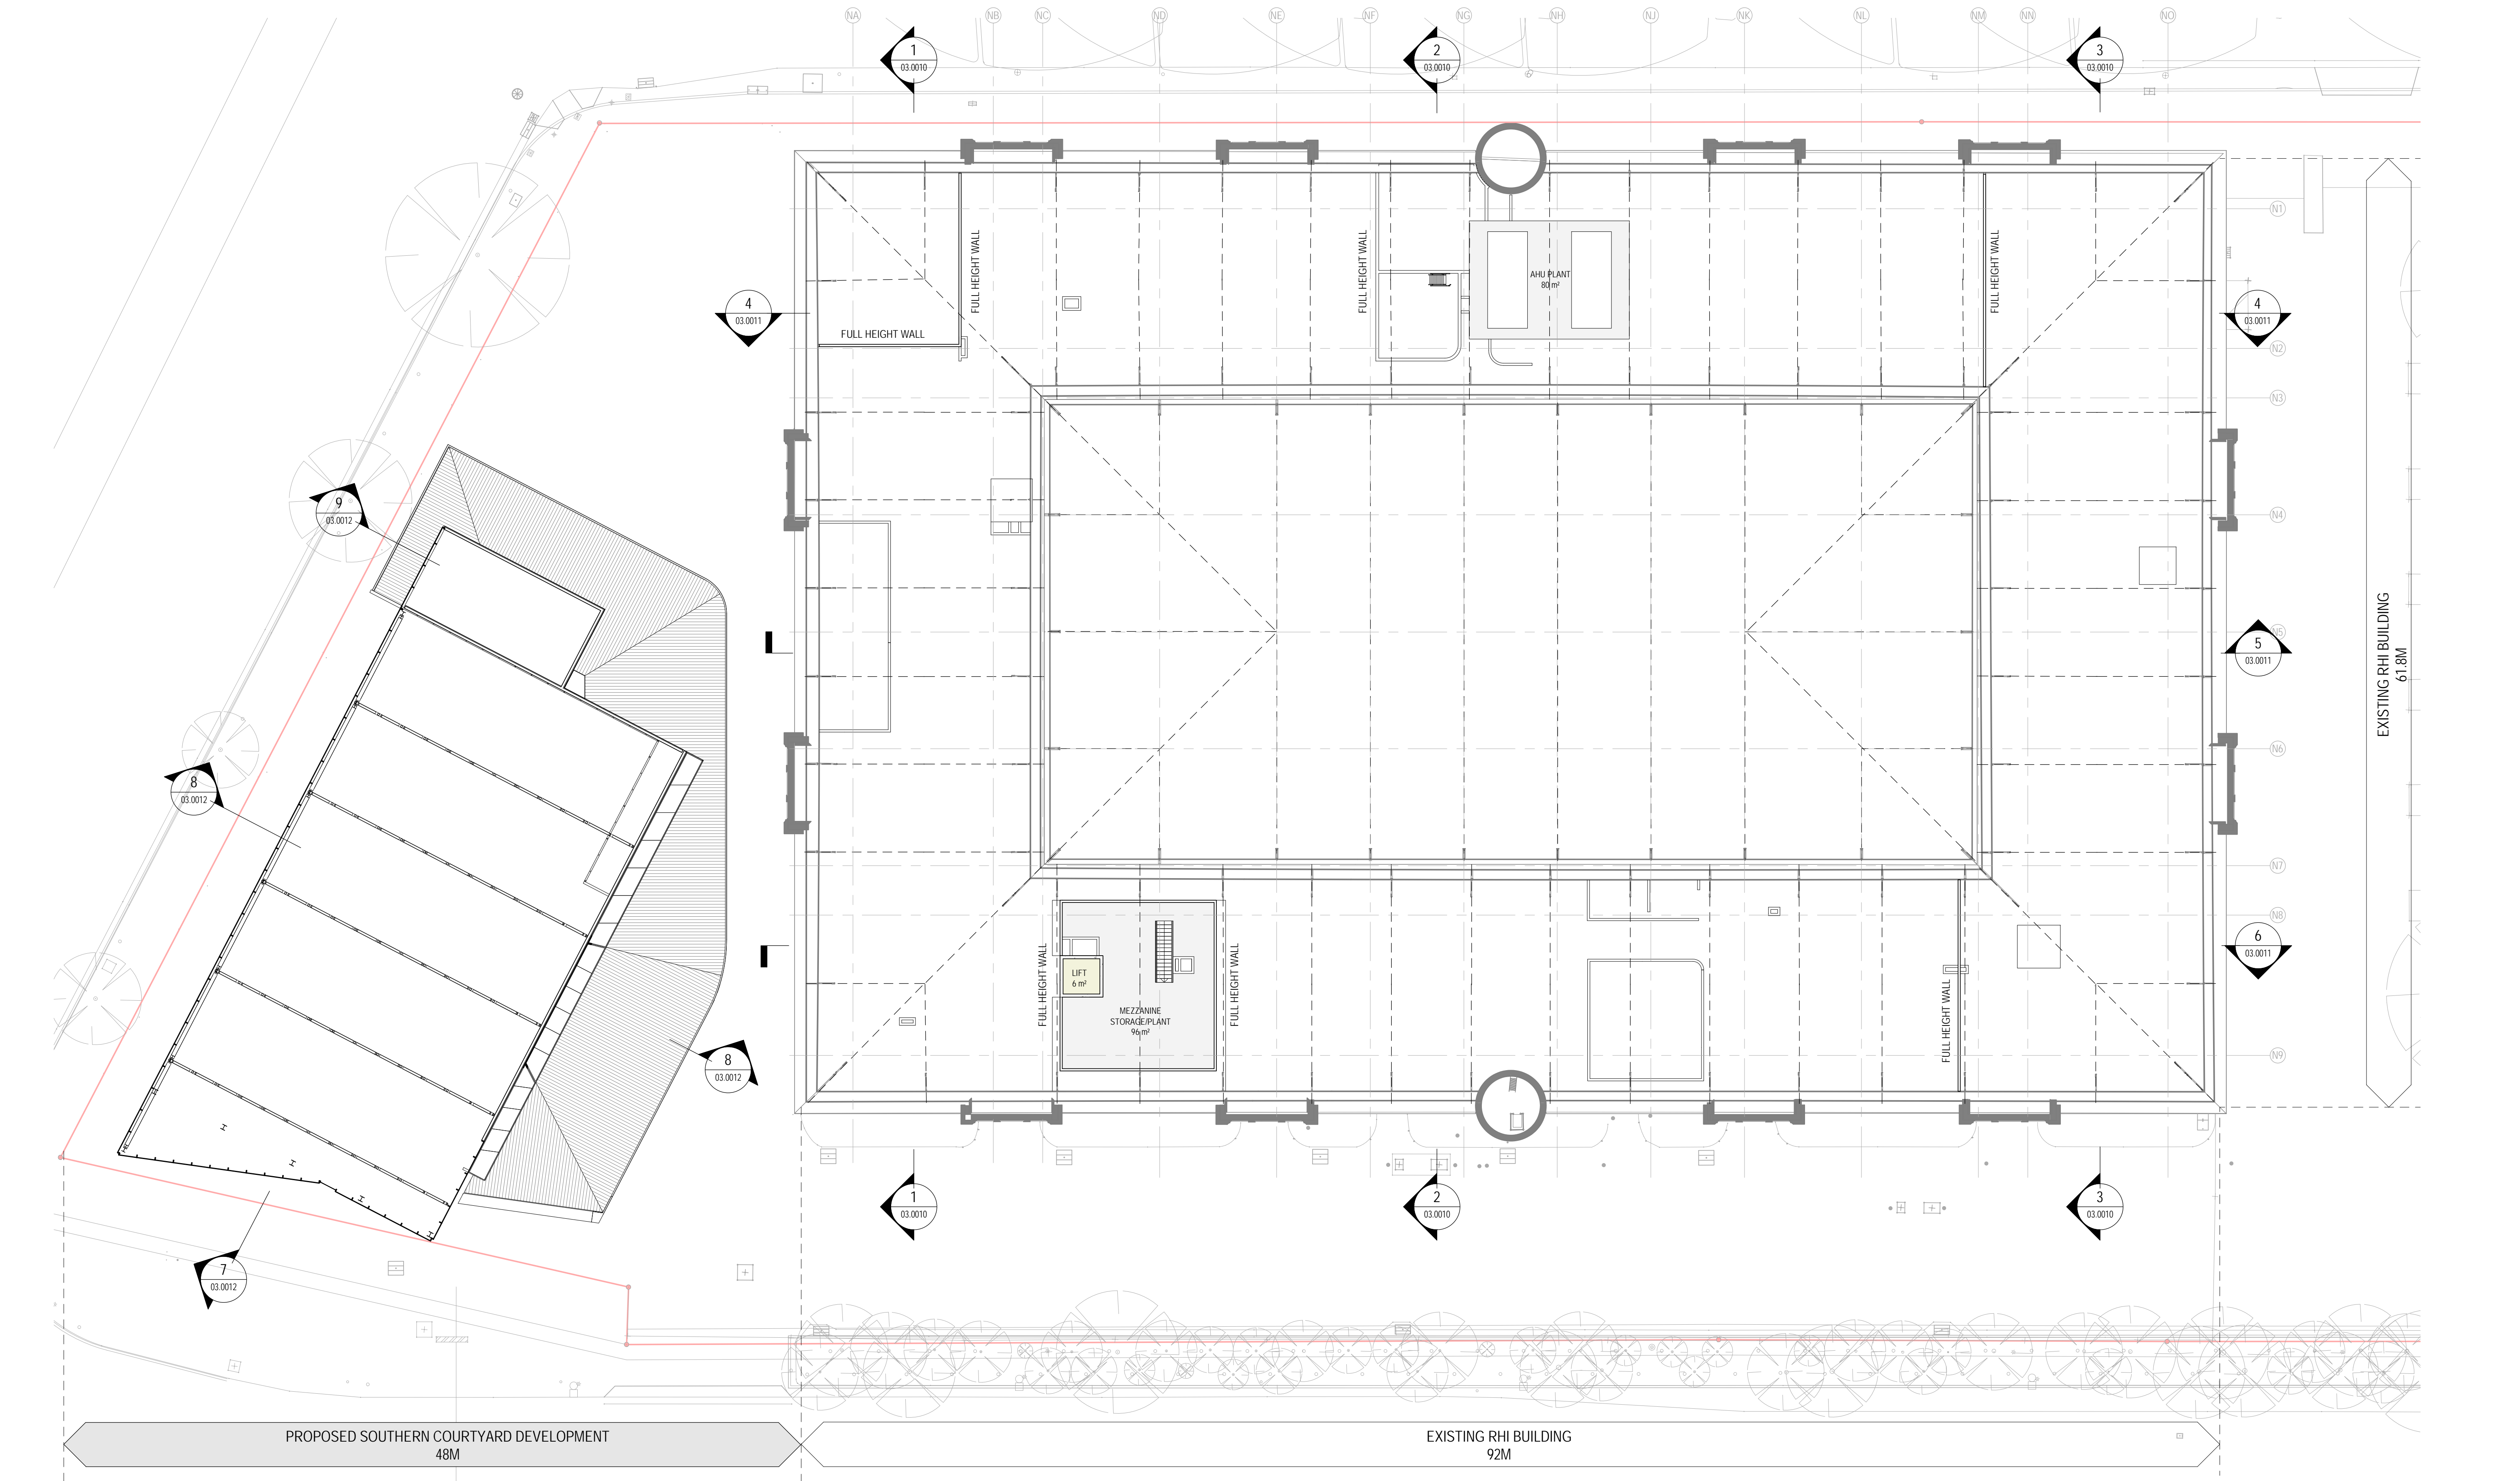 NA
NB
NC
ND
NE
NF
NG
NH
NJ
NK
NL
NM
NN
NO
1
03.0010
2
03.0010
3
03.0010
N1
FULL HEIGHT WALL
FULL HEIGHT WALL
FULL HEIGHT WALL
AHU PLANT
80 m²
4
03.0011
4
03.0011
FULL HEIGHT WALL
N2
N3
9
03.0012
N4
N5
5
03.0011
EXISTING RHI BUILDING
61.8M
N6
8
03.0012
N7
N8
6
03.0011
FULL HEIGHT WALL
LIFT
6 m²
FULL HEIGHT WALL
MEZZANINE
STORAGE/PLANT
96 m²
FULL HEIGHT WALL
8
03.0012
N9
1
03.0010
2
03.0010
3
03.0010
7
03.0012
PROPOSED SOUTHERN COURTYARD DEVELOPMENT
48M
EXISTING RHI BUILDING
92M